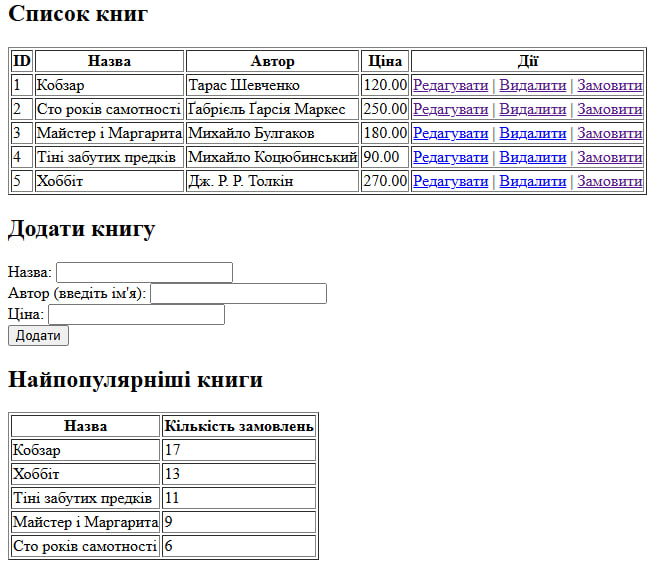 Список книг
ID Назва Автор Ціна Дії
1 Кобзар Тарас Шевченко 120.00 Редагувати | Видалити | Замовити
2 Сто років самотності Ґабрієль Ґарсія Маркес 250.00 Редагувати | Видалити | Замовити
3 Майстер і Маргарита Михайло Булгаков 180.00 Редагувати | Видалити | Замовити
4 Тіні забутих предків Михайло Коцюбинський 90.00 Редагувати | Видалити | Замовити
5 Хоббіт Дж. Р. Р. Толкін 270.00 Редагувати | Видалити | Замовити
Додати книгу
Назва:
Автор (введіть ім'я):
Ціна:
Додати
Найпопулярніші книги
Назва Кількість замовлень
Кобзар 17
Хоббіт 13
Тіні забутих предків 11
Майстер і Маргарита 9
Сто років самотності 6